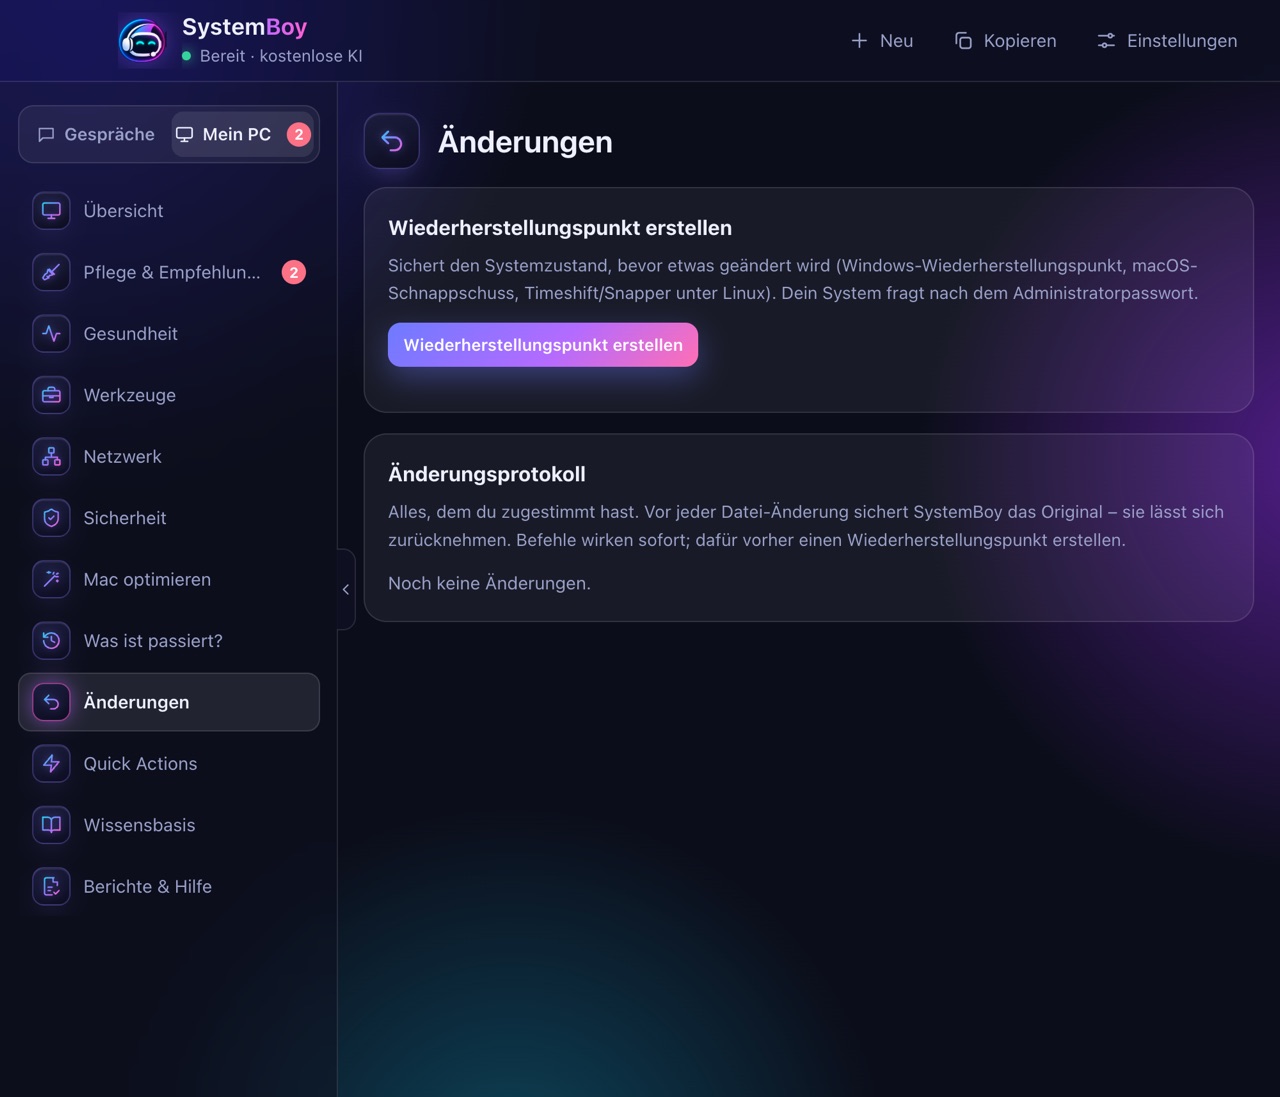 SystemBoy
Bereit · kostenlose KI
Neu
Kopieren
Einstellungen
Gespräche
Mein PC
2
Übersicht
Pflege & Empfehlun...
2
Gesundheit
Werkzeuge
Netzwerk
Sicherheit
Mac optimieren
Was ist passiert?
Änderungen
Quick Actions
Wissensbasis
Berichte & Hilfe
Änderungen
Wiederherstellungspunkt erstellen
Sichert den Systemzustand, bevor etwas geändert wird (Windows-Wiederherstellungspunkt, macOS-
Schnappschuss, Timeshift/Snapper unter Linux). Dein System fragt nach dem Administratorpasswort.
Wiederherstellungspunkt erstellen
Änderungsprotokoll
Alles, dem du zugestimmt hast. Vor jeder Datei-Änderung sichert SystemBoy das Original – sie lässt sich
zurücknehmen. Befehle wirken sofort; dafür vorher einen Wiederherstellungspunkt erstellen.
Noch keine Änderungen.